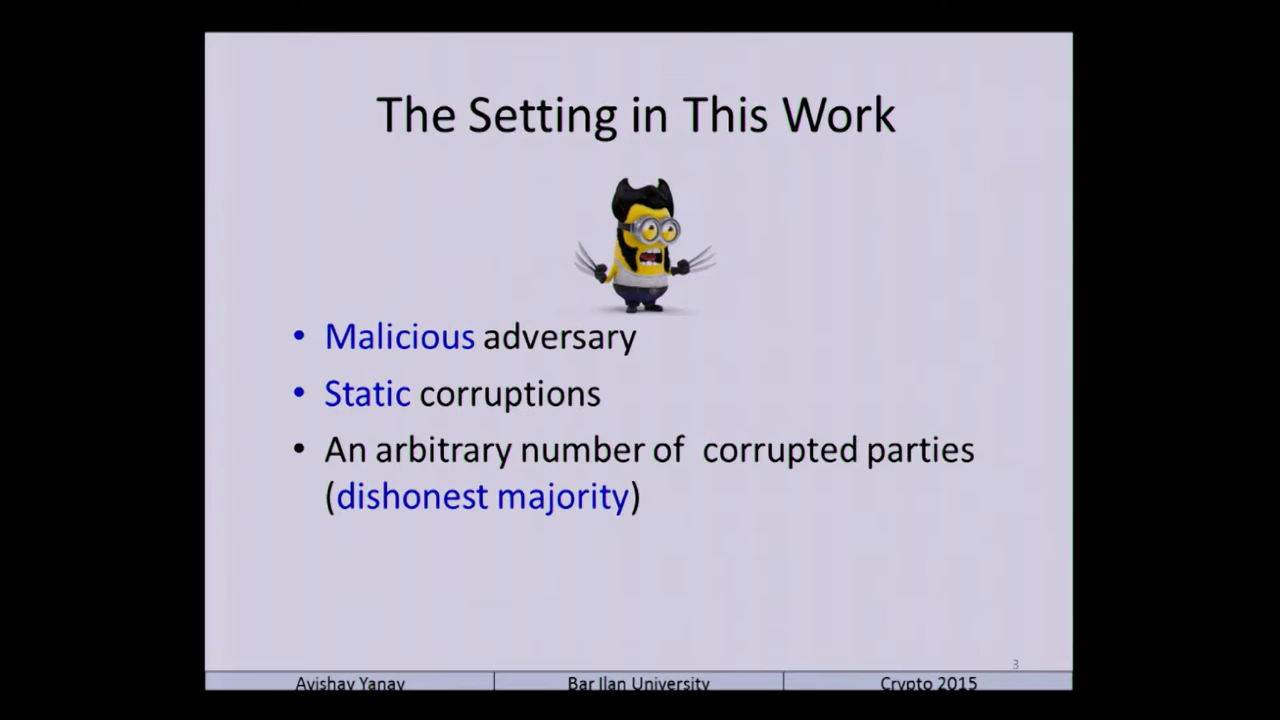 The Setting in This Work
• Malicious adversary
• Static corruptions
• An arbitrary number of corrupted parties
(dishonest majority)
3
Avishay Yanay
Bar Ilan University
Crypto 2015